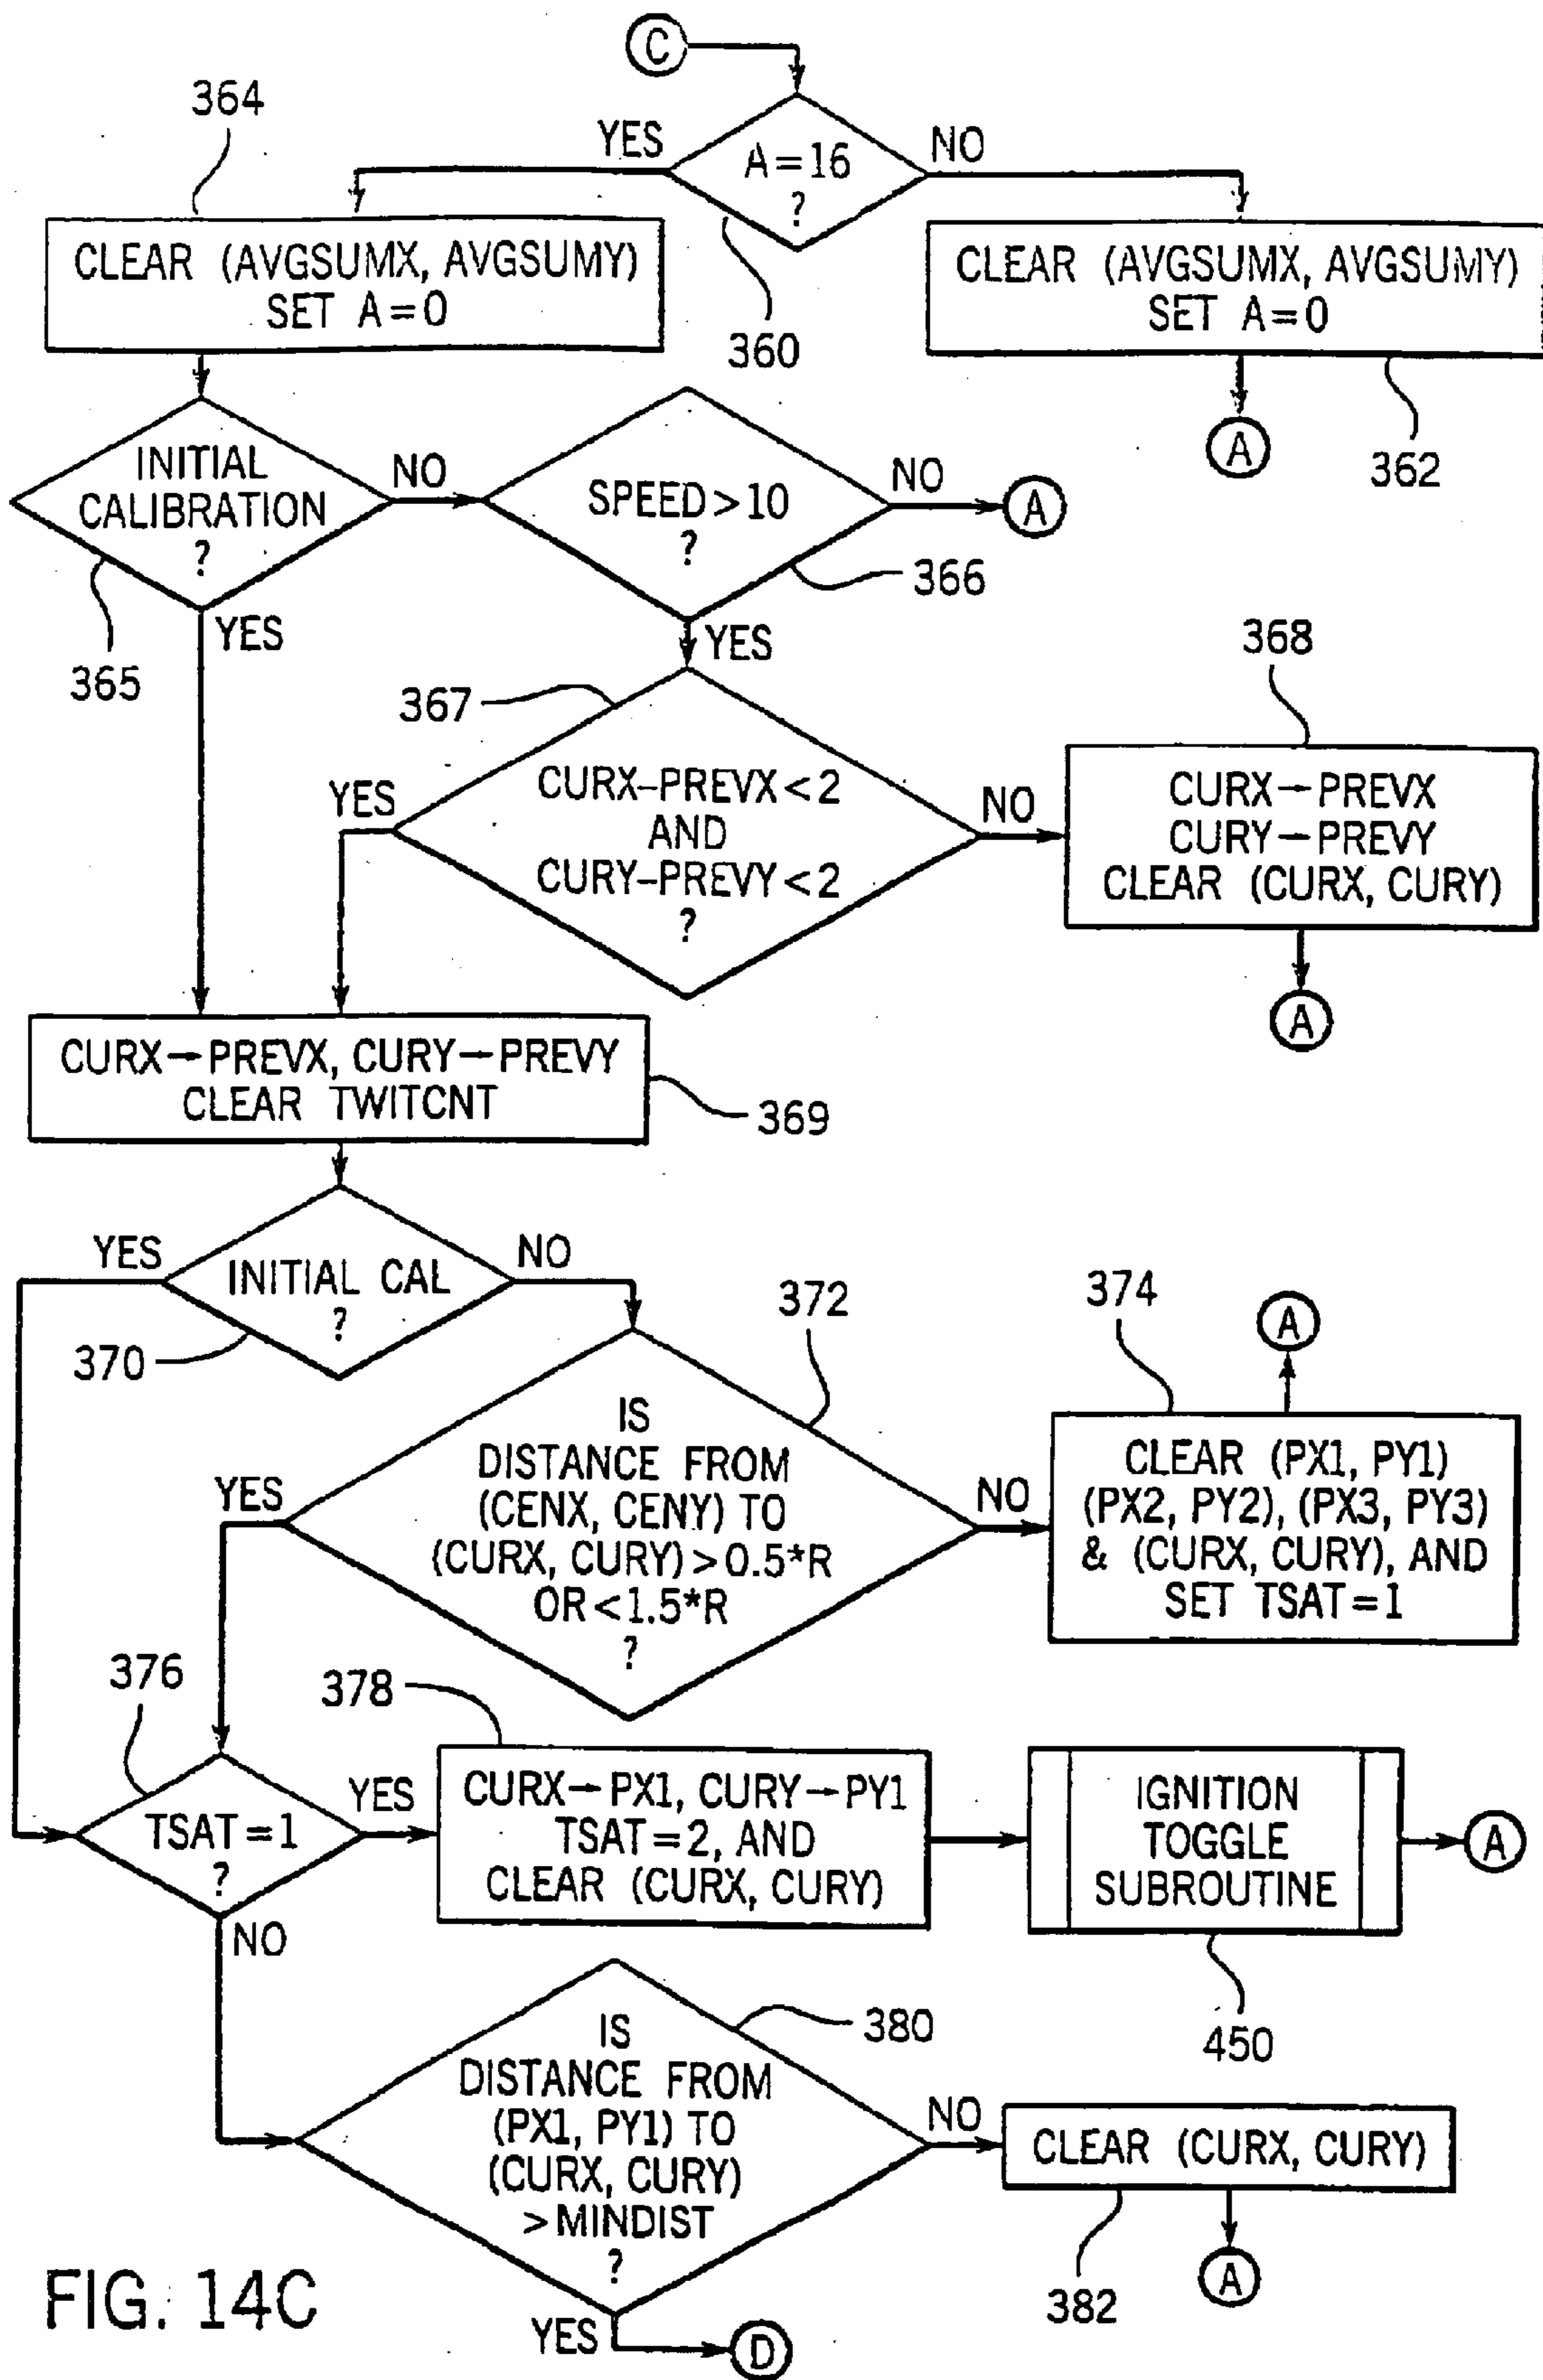 C
364
YES
A=16
?
NO
CLEAR (AVGSUMX, AVGSUMY)
SET A=0
360
CLEAR (AVGSUMX, AVGSUMY)
SET A=0
A
362
INITIAL
CALIBRATION
?
NO
SPEED>10
?
NO
A
366
365
YES
YES
367
368
YES
CURX–PREVX<2
AND
CURY–PREVY<2
?
NO
CURX→PREVX
CURY→PREVY
CLEAR (CURX, CURY)
A
CURX→PREVX, CURY→PREVY
CLEAR TWITCNT
369
YES
INITIAL CAL
?
NO
370
372
374
A
YES
IS
DISTANCE FROM
(CENX, CENY) TO
(CURX, CURY)>0.5*R
OR<1.5*R
?
NO
CLEAR (PX1, PY1)
(PX2, PY2), (PX3, PY3)
& (CURX, CURY), AND
SET TSAT=1
376
378
TSAT=1
?
YES
CURX→PX1, CURY→PY1
TSAT=2, AND
CLEAR (CURX, CURY)
IGNITION
TOGGLE
SUBROUTINE
A
450
NO
IS
DISTANCE FROM
(PX1, PY1) TO
(CURX, CURY)
>MINDIST
?
380
NO
CLEAR (CURX, CURY)
382
A
YES
D
FIG. 14C